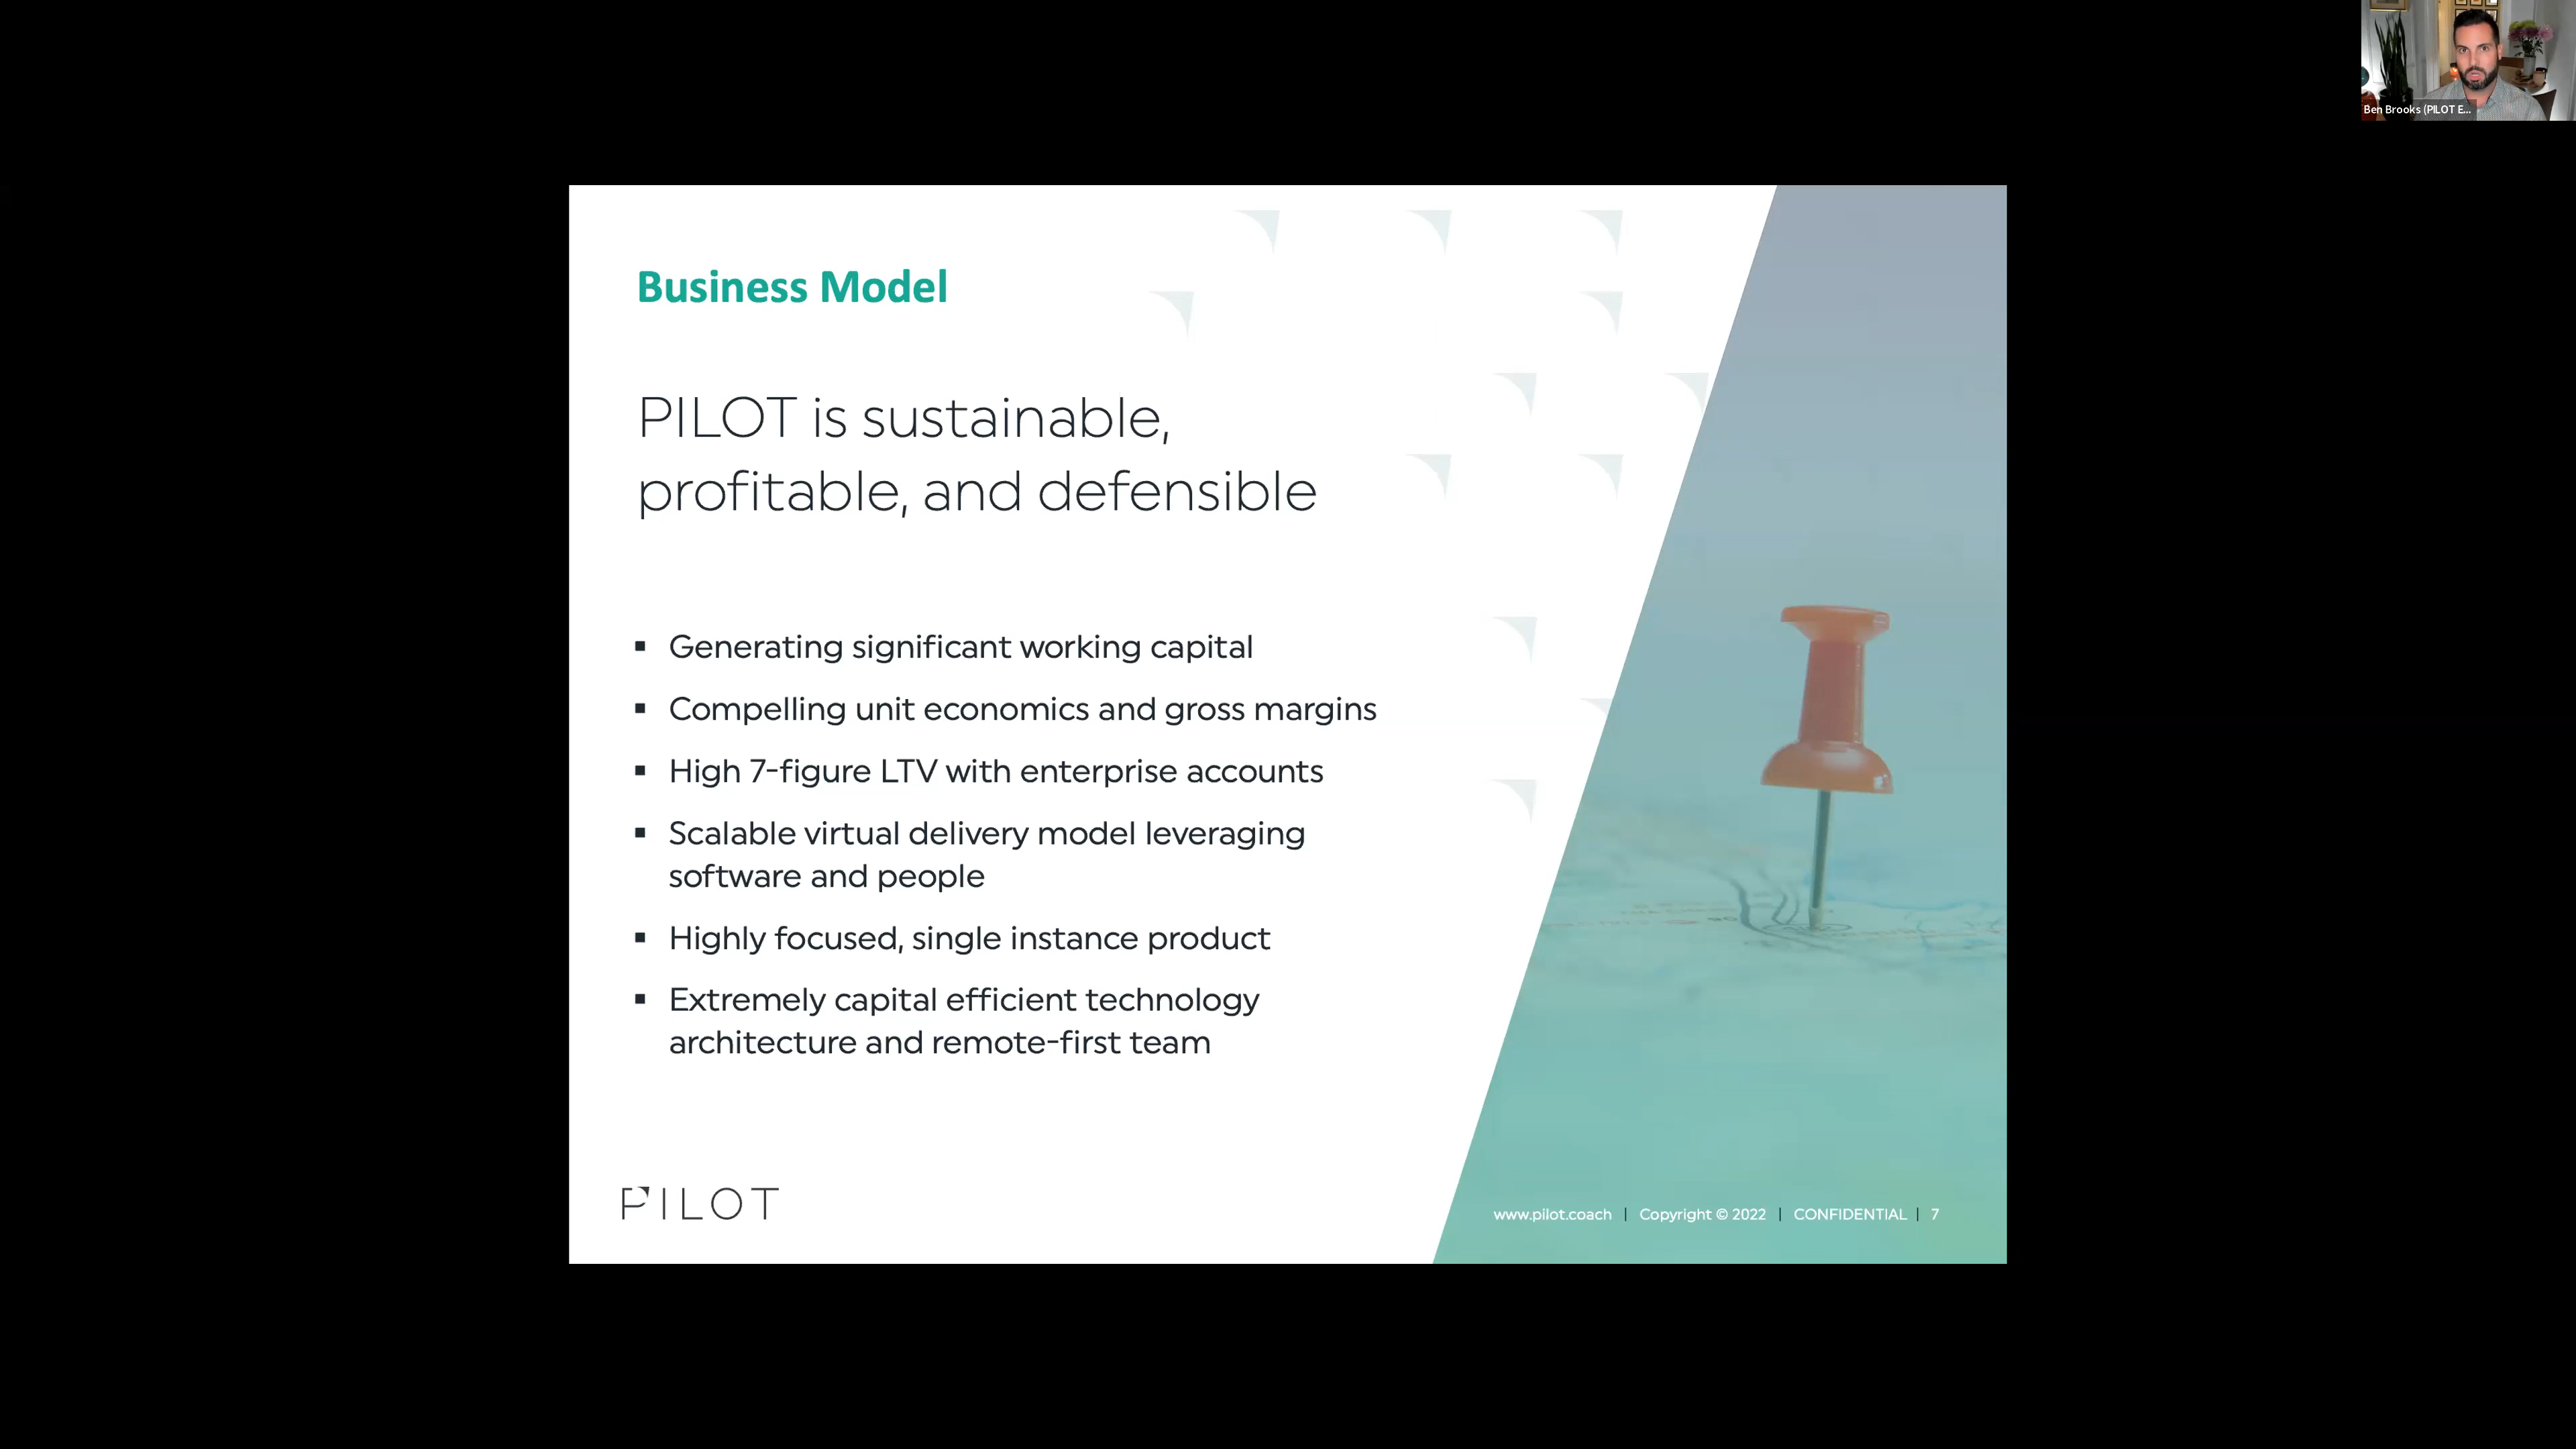 Ben Brooks (PILOT E...
Business Model
PILOT is sustainable,
profitable, and defensible
▪ Generating significant working capital
▪ Compelling unit economics and gross margins
▪ High 7-figure LTV with enterprise accounts
▪ Scalable virtual delivery model leveraging
software and people
▪ Highly focused, single instance product
▪ Extremely capital efficient technology
architecture and remote-first team
PILOT
www.pilot.coach | Copyright © 2022 | CONFIDENTIAL | 7